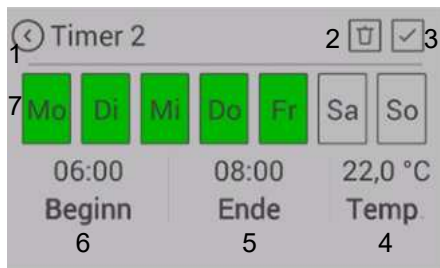 1 Timer 2 2 3
7 Mo Di Mi Do Fr Sa So
06:00 08:00 22,0 °C
Beginn Ende Temp.
6 5 4